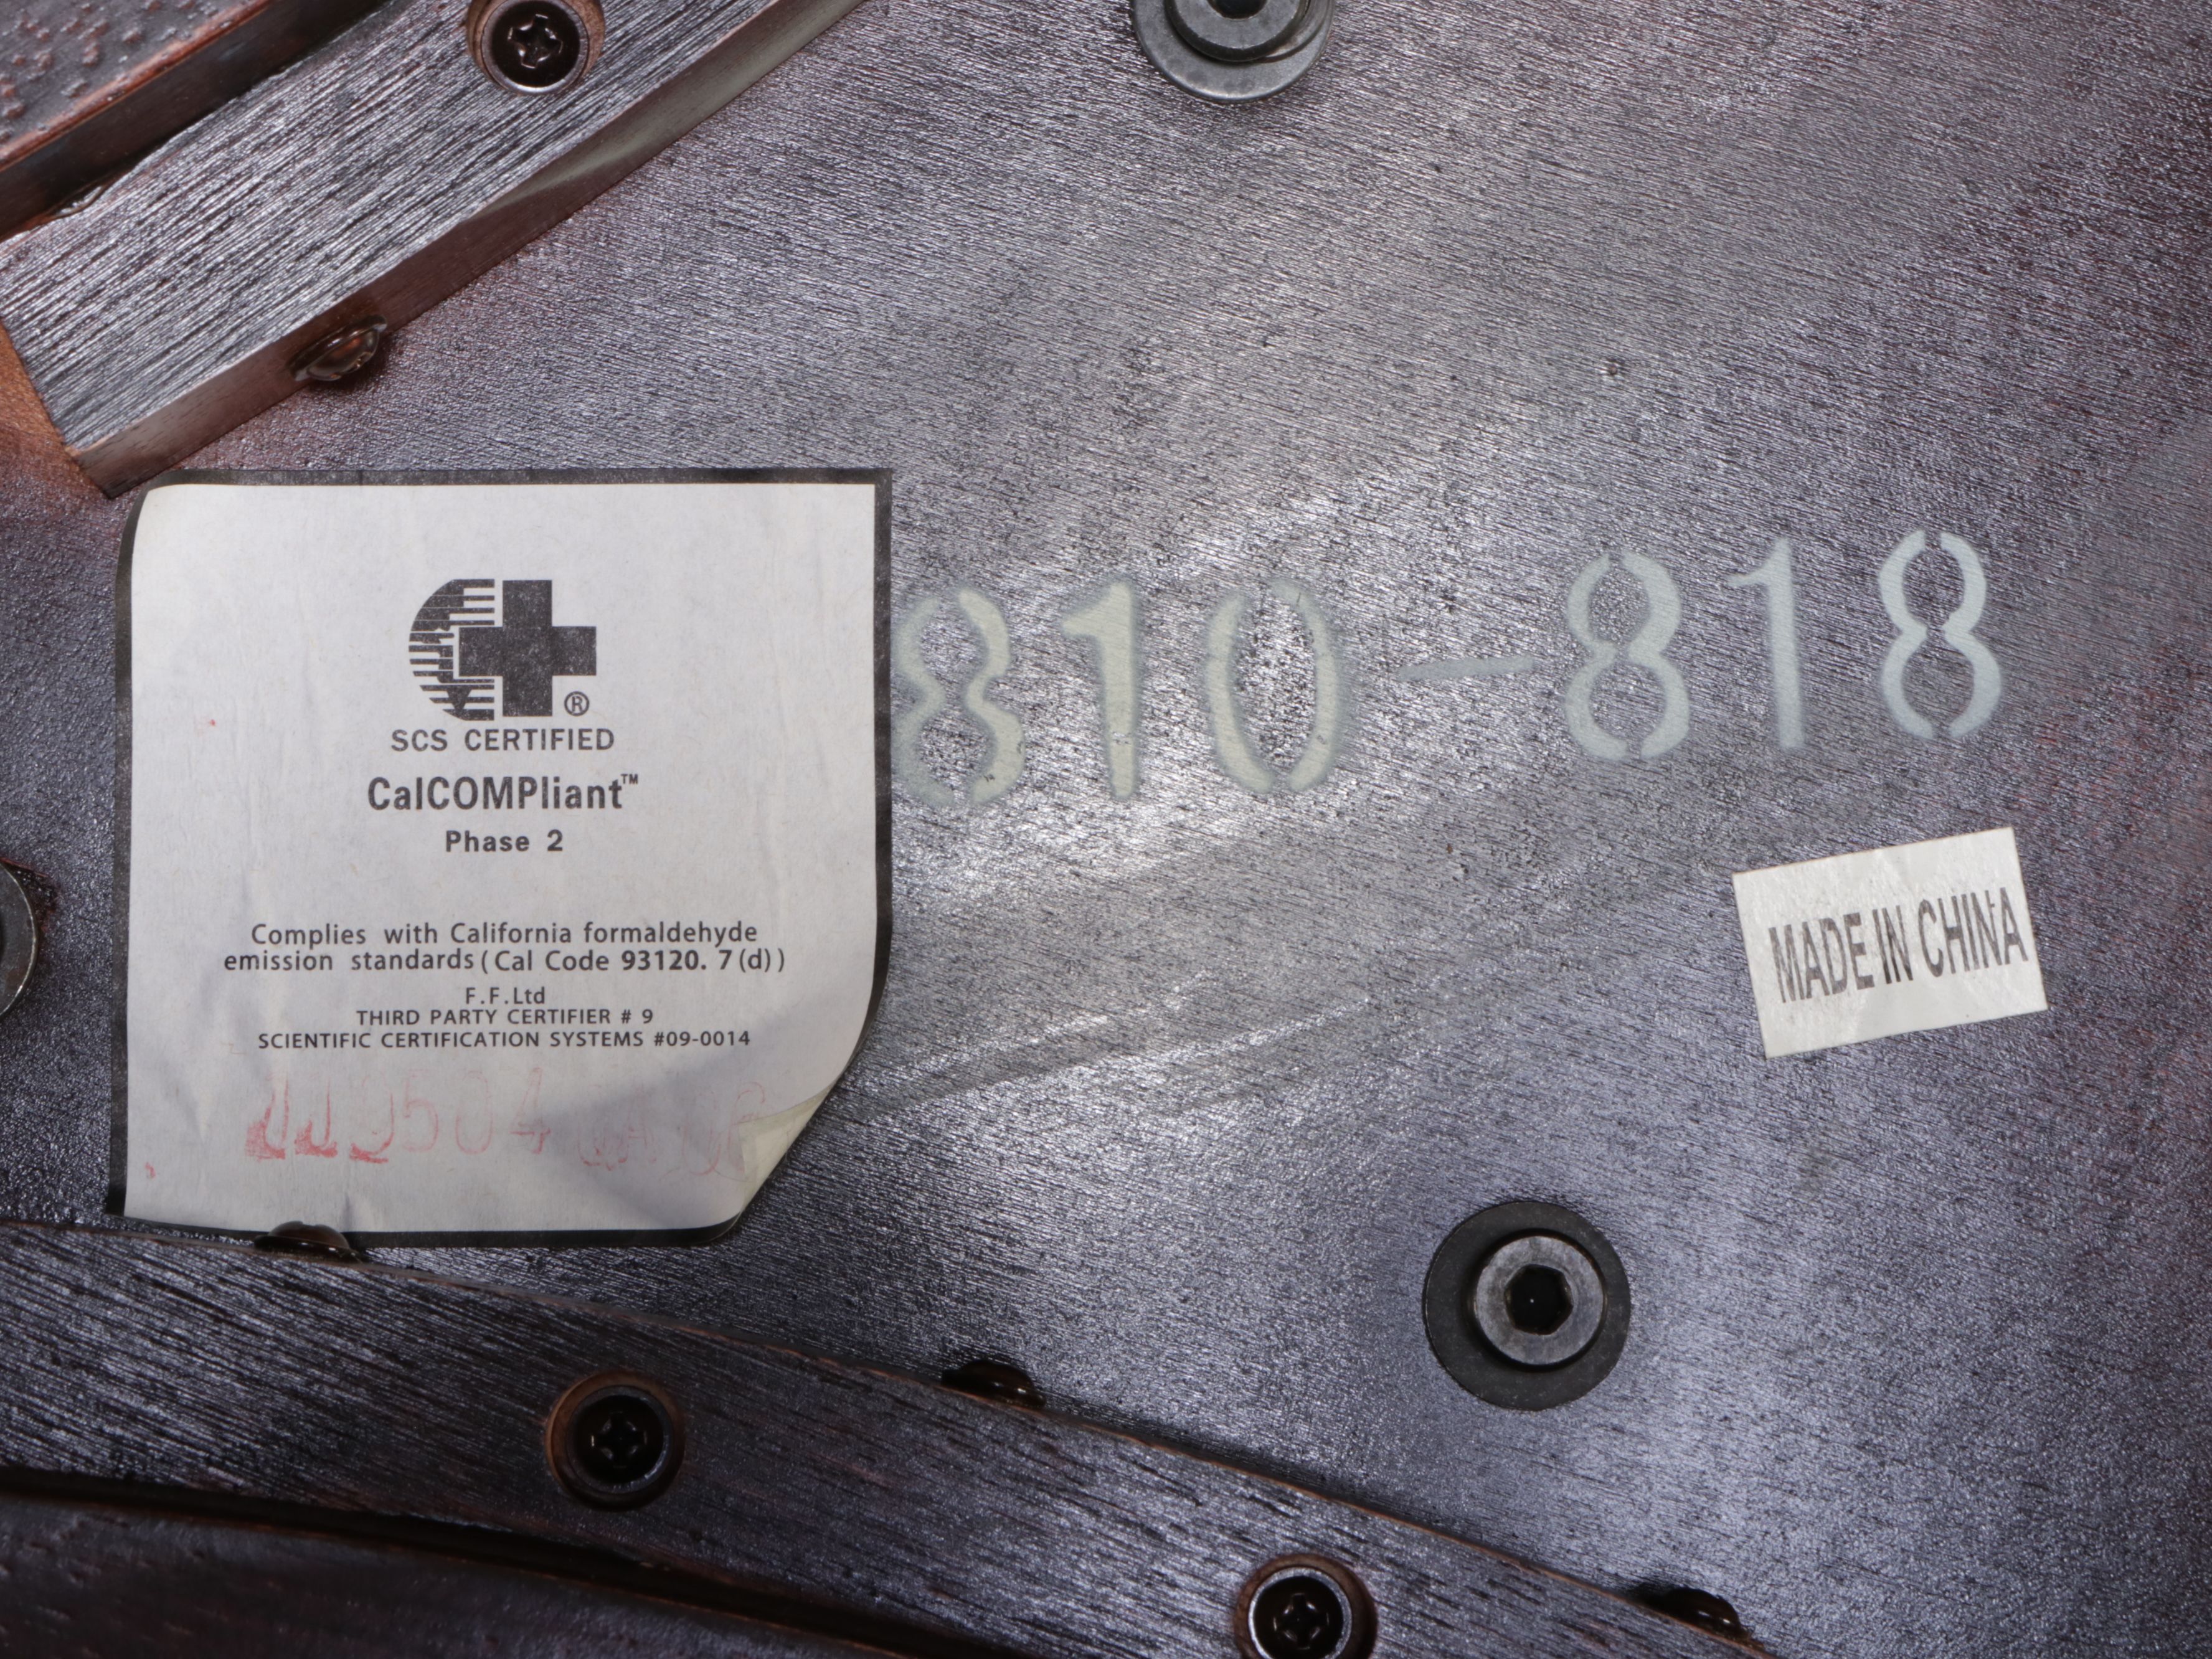 ®
SCS CERTIFIED
CalCOMPliant™
Phase 2
Complies with California formaldehyde
emission standards (Cal Code 93120. 7 (d))
F.F.Ltd
THIRD PARTY CERTIFIER # 9
SCIENTIFIC CERTIFICATION SYSTEMS #09-0014
810-818
MADE IN CHINA